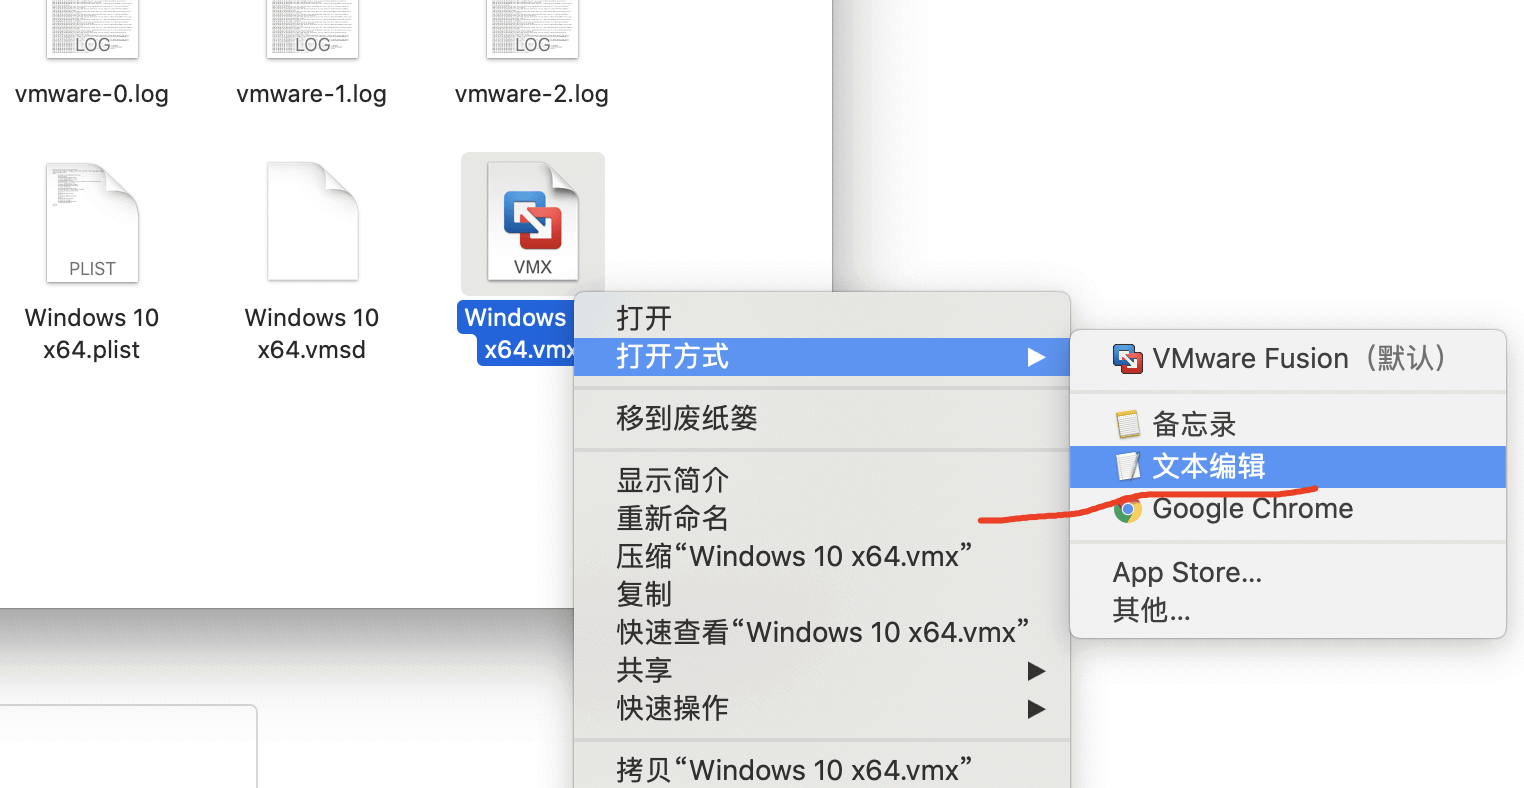 LOG
LOG
LOG
vmware-0.log
vmware-1.log
vmware-2.log
PLIST
VMX
Windows 10
x64.plist
Windows 10
x64.vmsd
Windows
x64.vmx
打开
打开方式
移到废纸篓
显示简介
重新命名
压缩“Windows 10 x64.vmx”
复制
快速查看“Windows 10 x64.vmx”
共享
快速操作
拷贝“Windows 10 x64.vmx”
VMware Fusion（默认）
备忘录
文本编辑
Google Chrome
App Store...
其他...